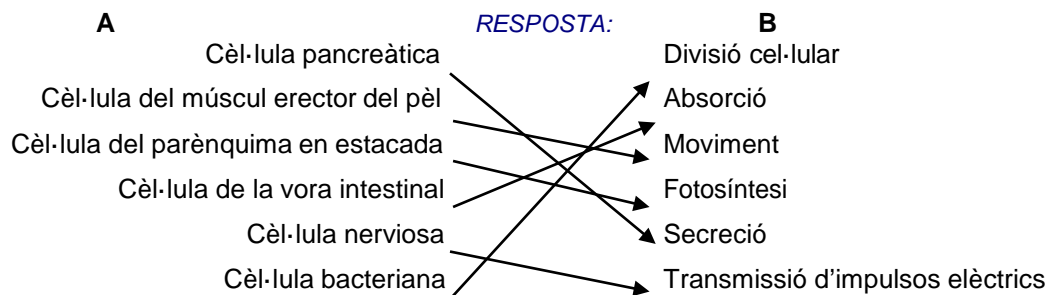 A RESPOSTA: B
Cèl·lula pancreàtica Divisió cel·lular
Cèl·lula del múscul erector del pèl Absorció
Cèl·lula del parènquima en estacada Moviment
Cèl·lula de la vora intestinal Fotosíntesi
Cèl·lula nerviosa Secreció
Cèl·lula bacteriana Transmissió d'impulsos elèctrics